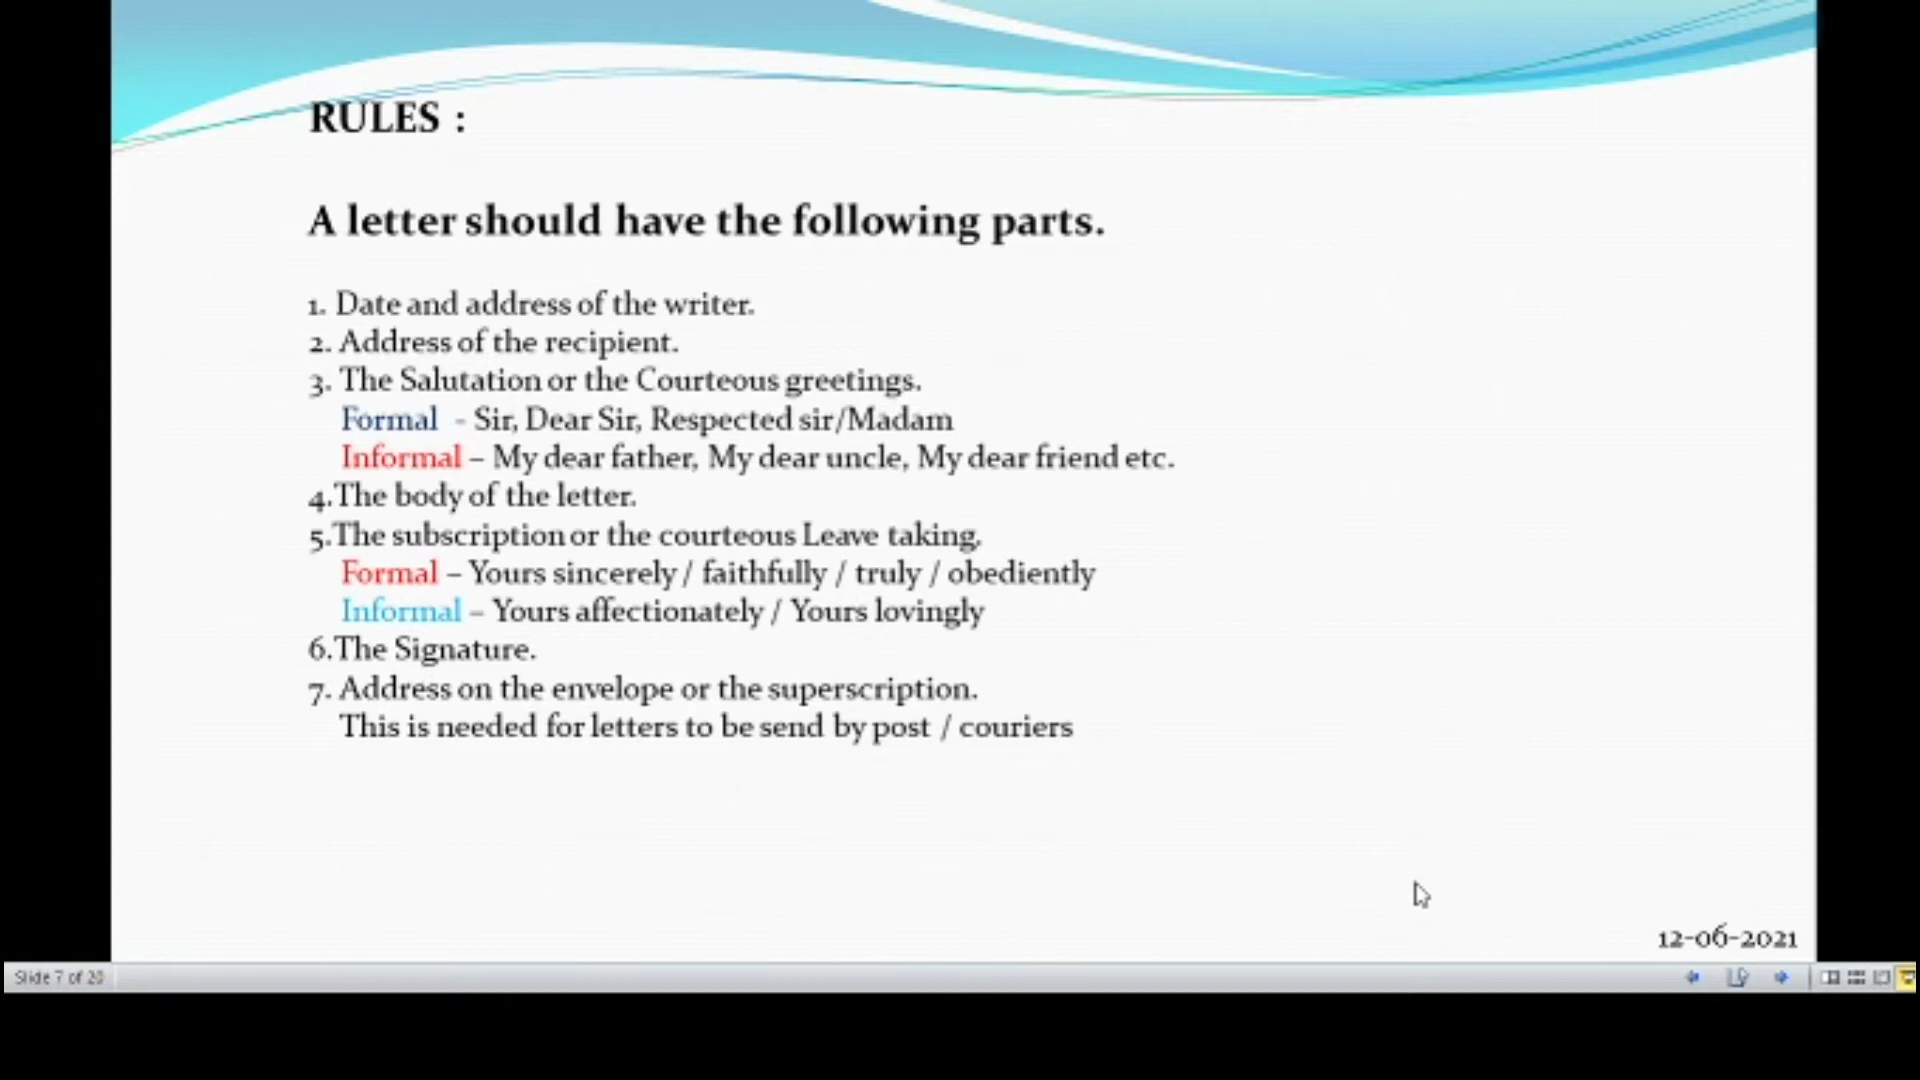 RULES :
A letter should have the following parts.
1. Date and address of the writer.
2. Address of the recipient.
3. The Salutation or the Courteous greetings.
Formal - Sir, Dear Sir, Respected sir/Madam
Informal – My dear father, My dear uncle, My dear friend etc.
4.The body of the letter.
5.The subscription or the courteous Leave taking.
Formal – Yours sincerely / faithfully / truly / obediently
Informal – Yours affectionately / Yours lovingly
6.The Signature.
7. Address on the envelope or the superscription.
This is needed for letters to be send by post / couriers
12-06-2021
Slide 7 of 20